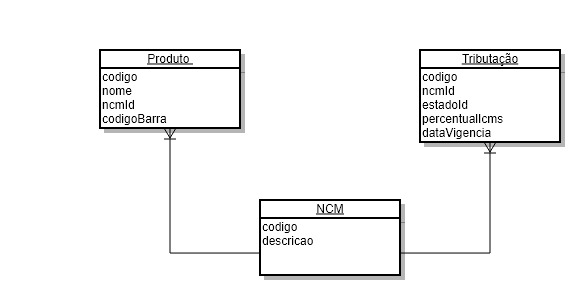 Produto
codigo
nome
ncmId
codigoBarra
Tributação
codigo
ncmId
estadoId
percentualIcms
dataVigencia
NCM
codigo
descricao